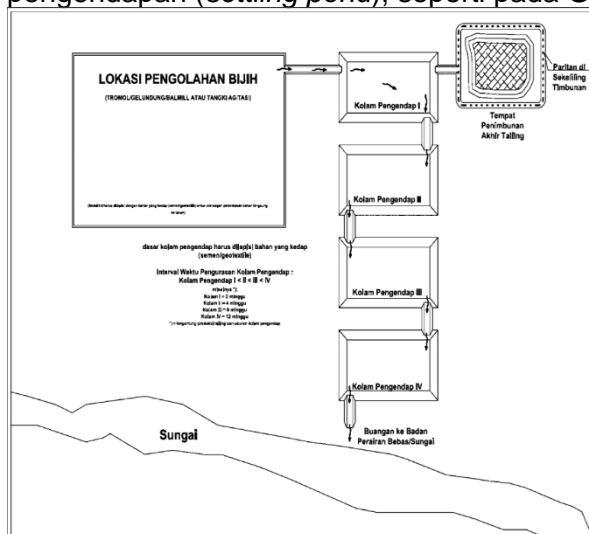 pengendapan (settling pond), seperti pada G
LOKASI PENGOLAHAN BIJIH
(TROMOL/GELUNDUNG/BALMILL ATAU TANGKI AGITASI)
Kolam Pengendap I
Paritan di
Sekeliling
Timbunan
Tempat
Penimbunan
Akhir Tailing
Kolam Pengendap II
dasar kolam pengendap harus dilapisi bahan yang kedap
(semen/geotextile)
Interval Waktu Pengurasan Kolam Pengendap :
Kolam Pengendap I < II < III < IV
misalnya *):
Kolam I = 2 minggu
Kolam II = 4 minggu
Kolam III = 8 minggu
Kolam IV = 12 minggu
Kolam Pengendap III
Kolam Pengendap IV
Sungai
Buangan ke Badan
Perairan Bebas/Sungai